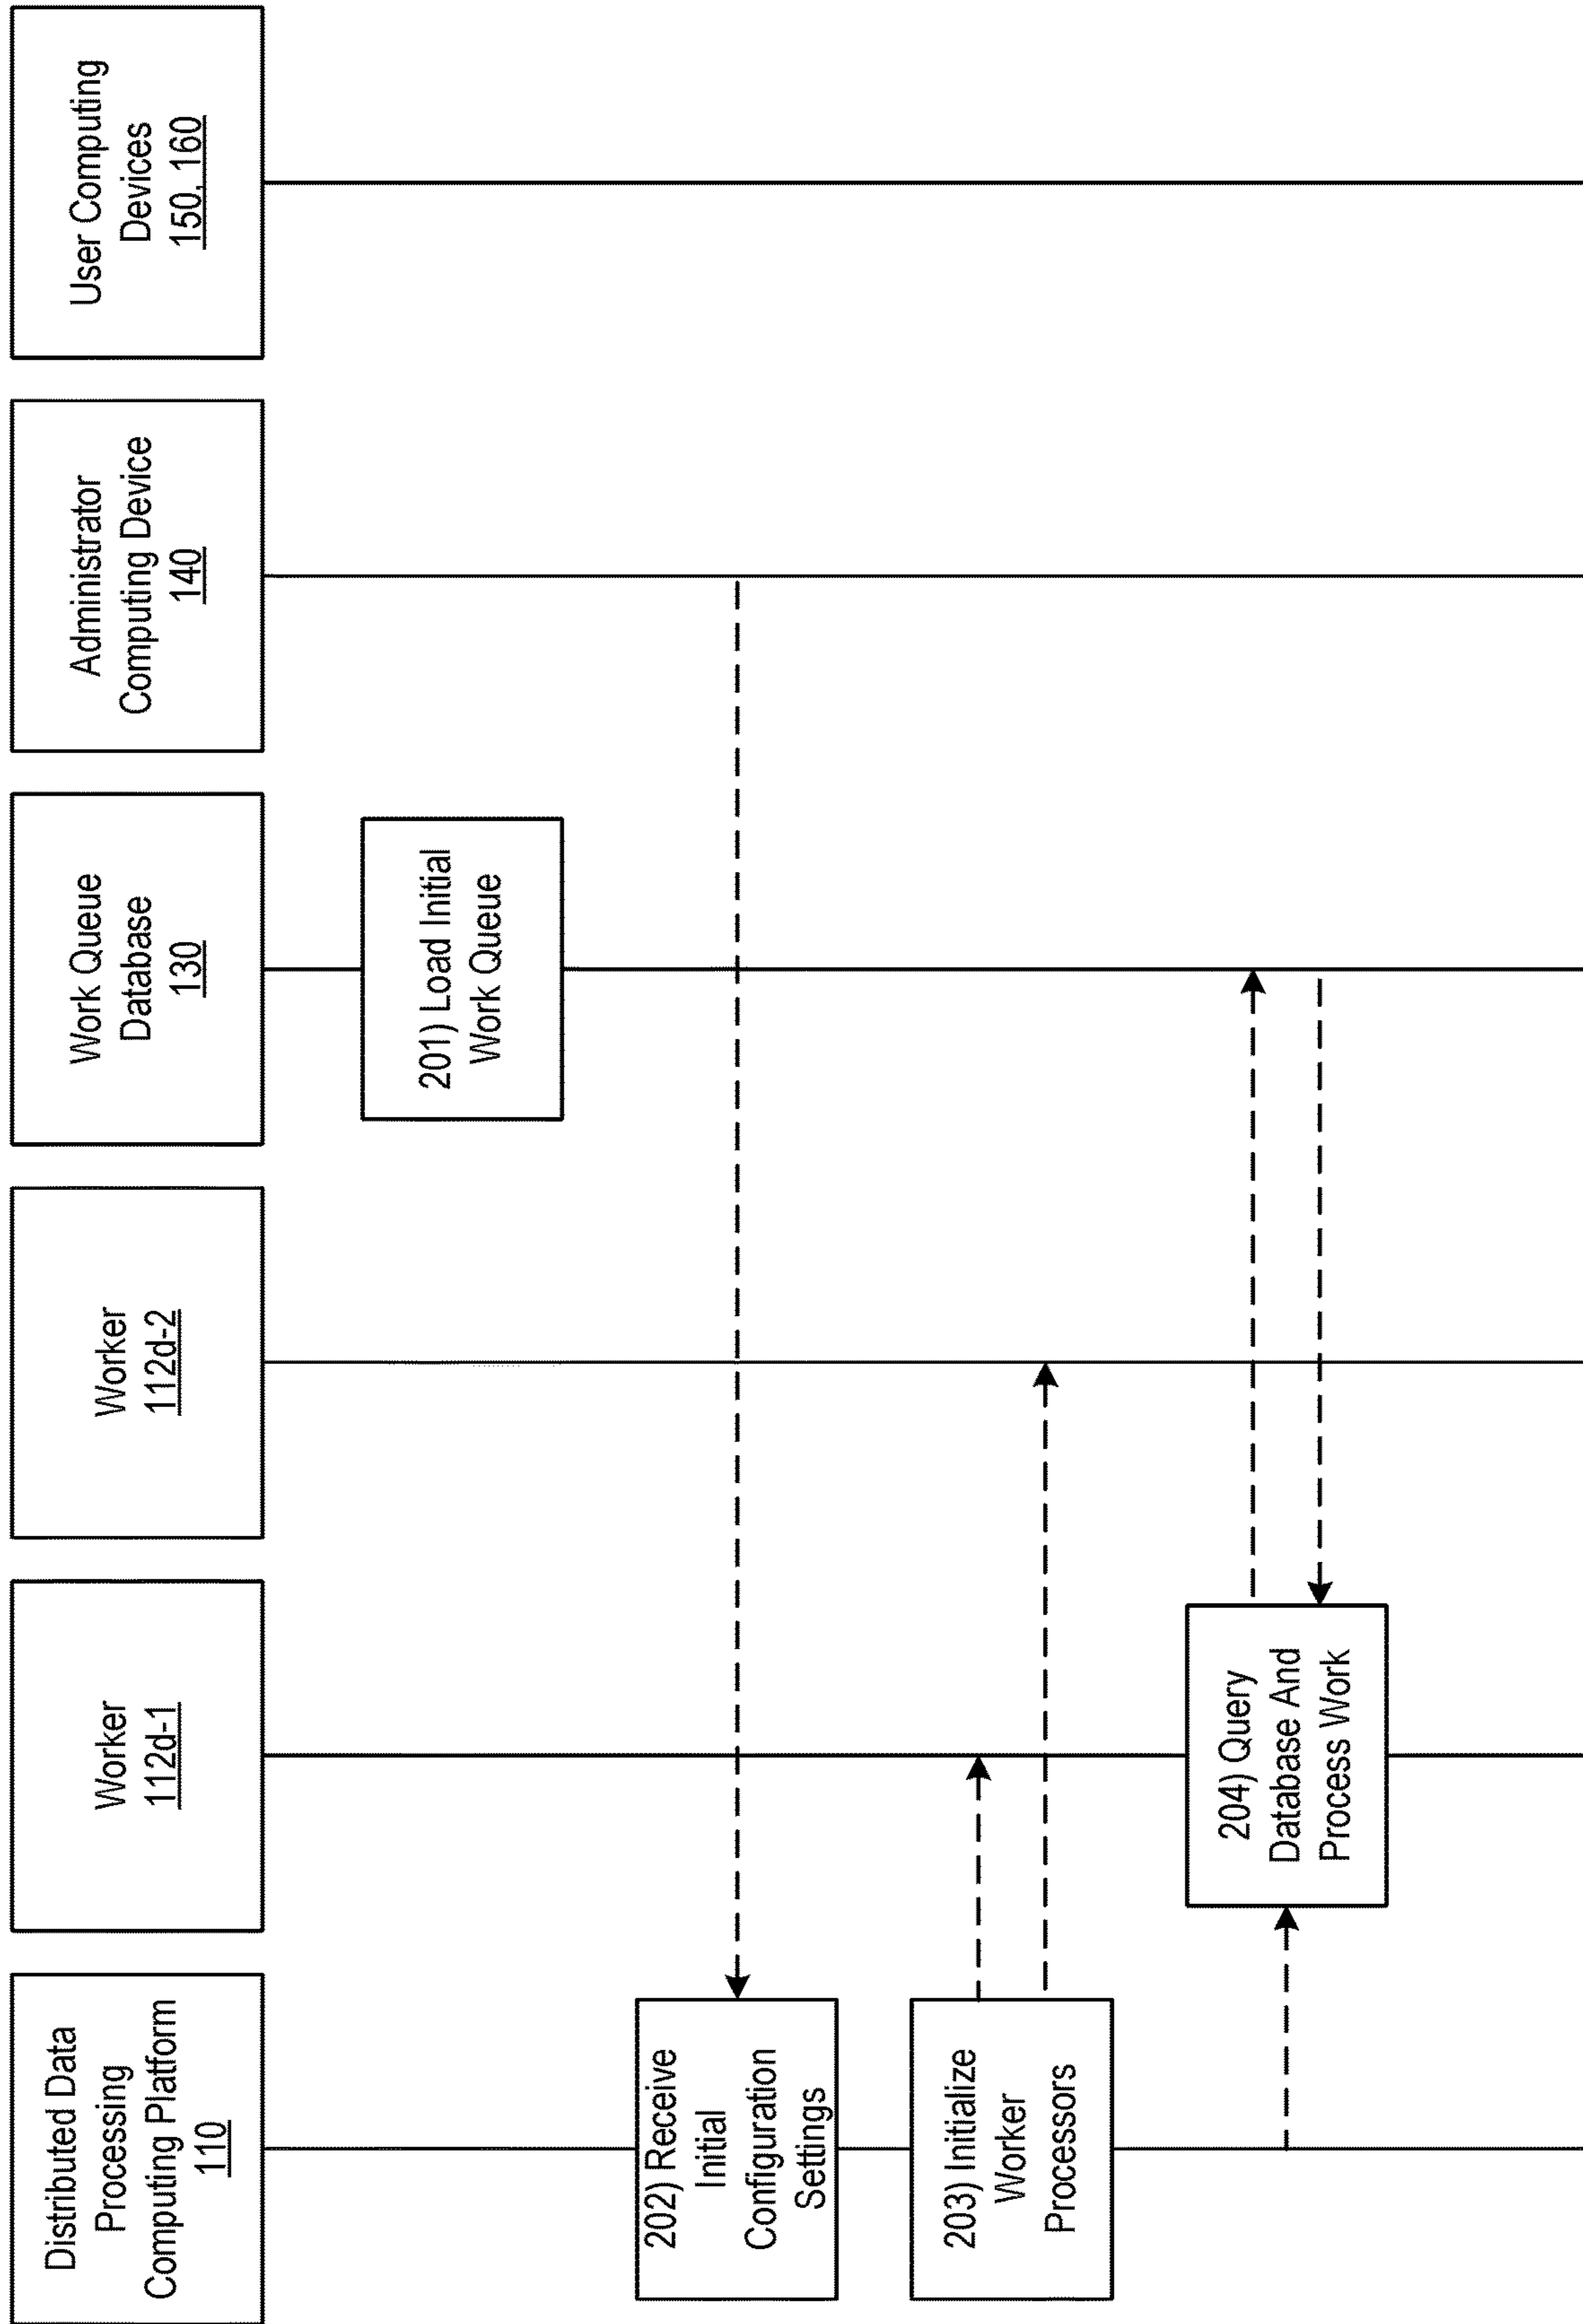 Distributed Data
Processing
Computing Platform
110
Worker
112d-1
Worker
112d-2
Work Queue
Database
130
Administrator
Computing Device
140
User Computing
Devices
150, 160
201) Load Initial
Work Queue
202) Receive
Initial
Configuration
Settings
203) Initialize
Worker
Processors
204) Query
Database And
Process Work